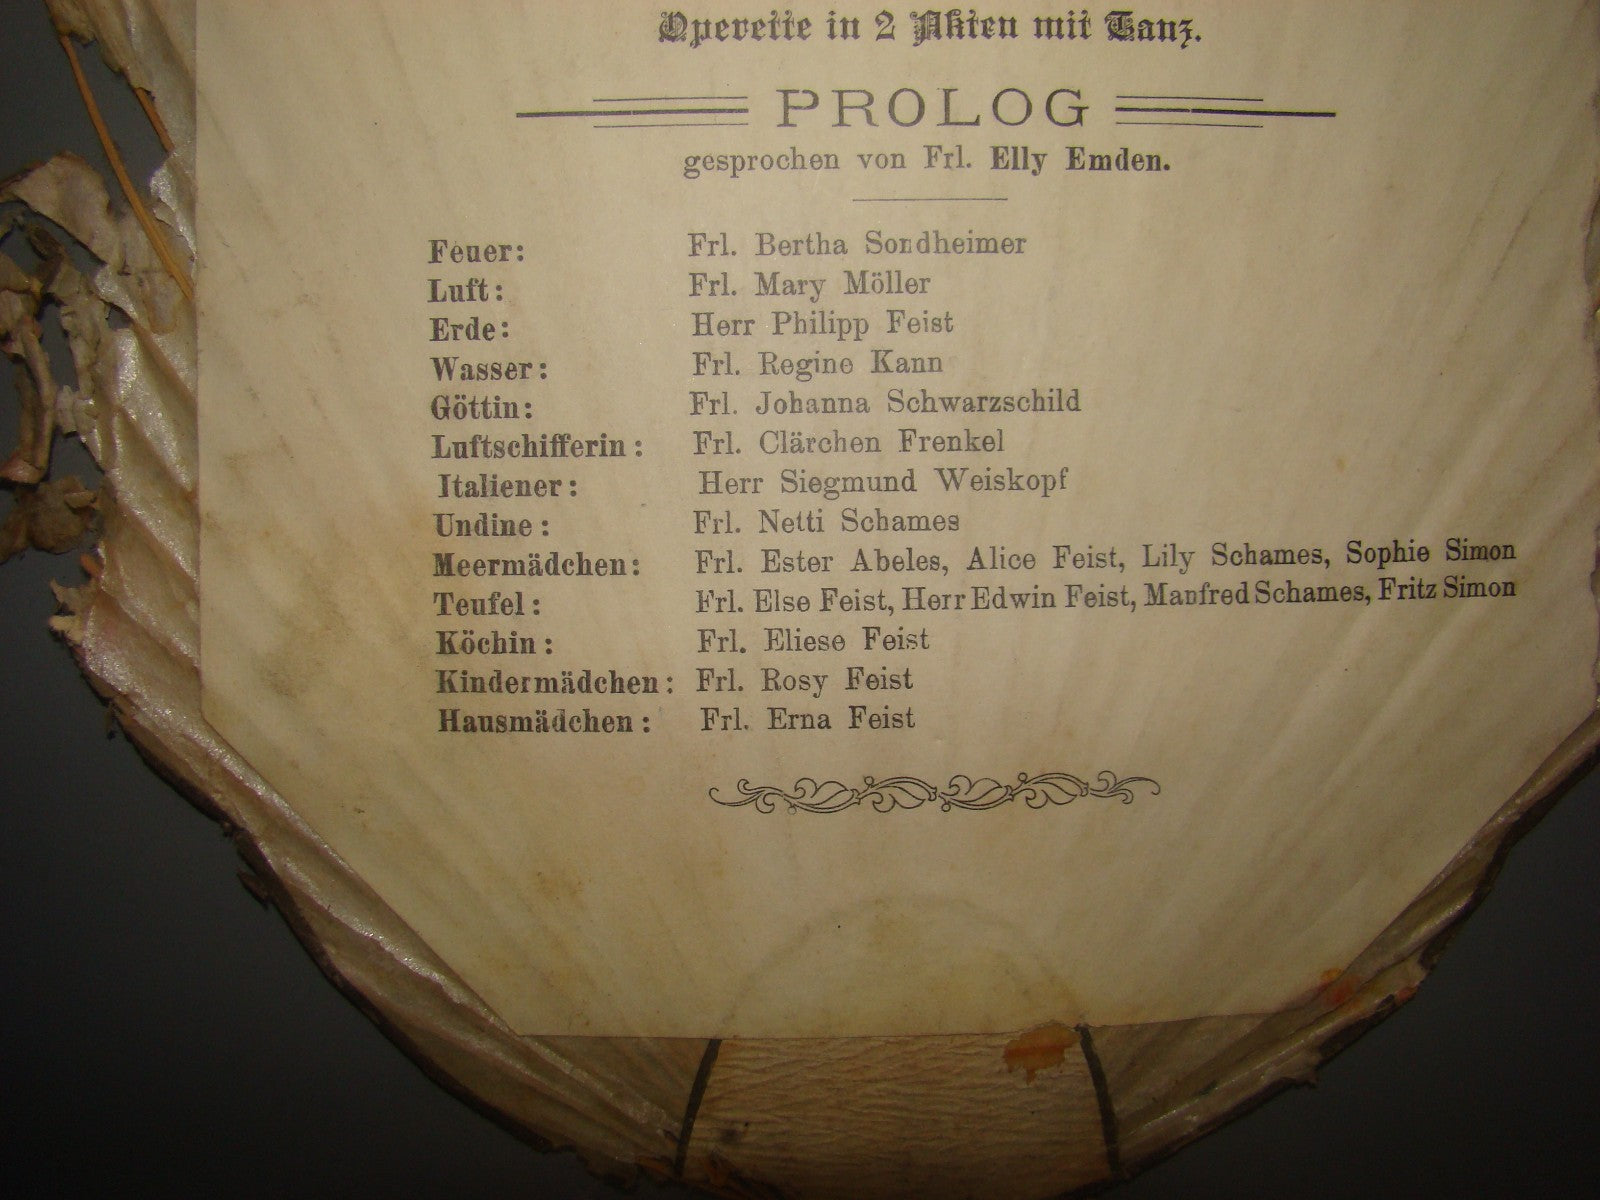 Operette in 2 Akten mit Tanz.
PROLOG
gesprochen von Frl. Elly Emden.
Feuer: Frl. Bertha Sondheimer
Luft: Frl. Mary Möller
Erde: Herr Philipp Feist
Wasser: Frl. Regine Kann
Göttin: Frl. Johanna Schwarzschild
Luftschifferin: Frl. Clärchen Frenkel
Italiener: Herr Siegmund Weiskopf
Undine: Frl. Netti Schames
Meermädchen: Frl. Ester Abeles, Alice Feist, Lily Schames, Sophie Simon
Teufel: Frl. Else Feist, Herr Edwin Feist, Manfred Schames, Fritz Simon
Köchin: Frl. Eliese Feist
Kindermädchen: Frl. Rosy Feist
Hausmädchen: Frl. Erna Feist